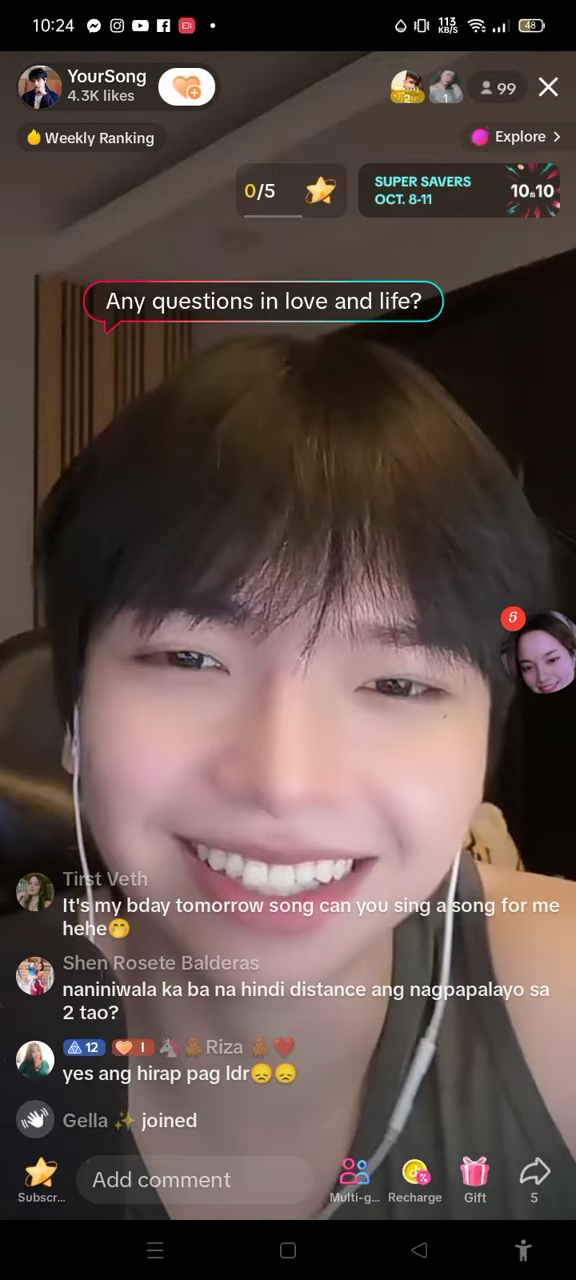 10:24
113
KB/S
48
YourSong
4.3K likes
2
1
99
Weekly Ranking
Explore >
0/5
SUPER SAVERS
OCT. 8-11
10.10
Any questions in love and life?
5
Tirst Veth
It's my bday tomorrow song can you sing a song for me
hehe🤭
Shen Rosete Balderas
naniniwala ka ba na hindi distance ang nagpapalayo sa
2 tao?
12 I 🦄🧸Riza🧸❤️
yes ang hirap pag ldr😞😞
Gella ✨ joined
Subscr...
Add comment
Multi-g...
Recharge
Gift
5